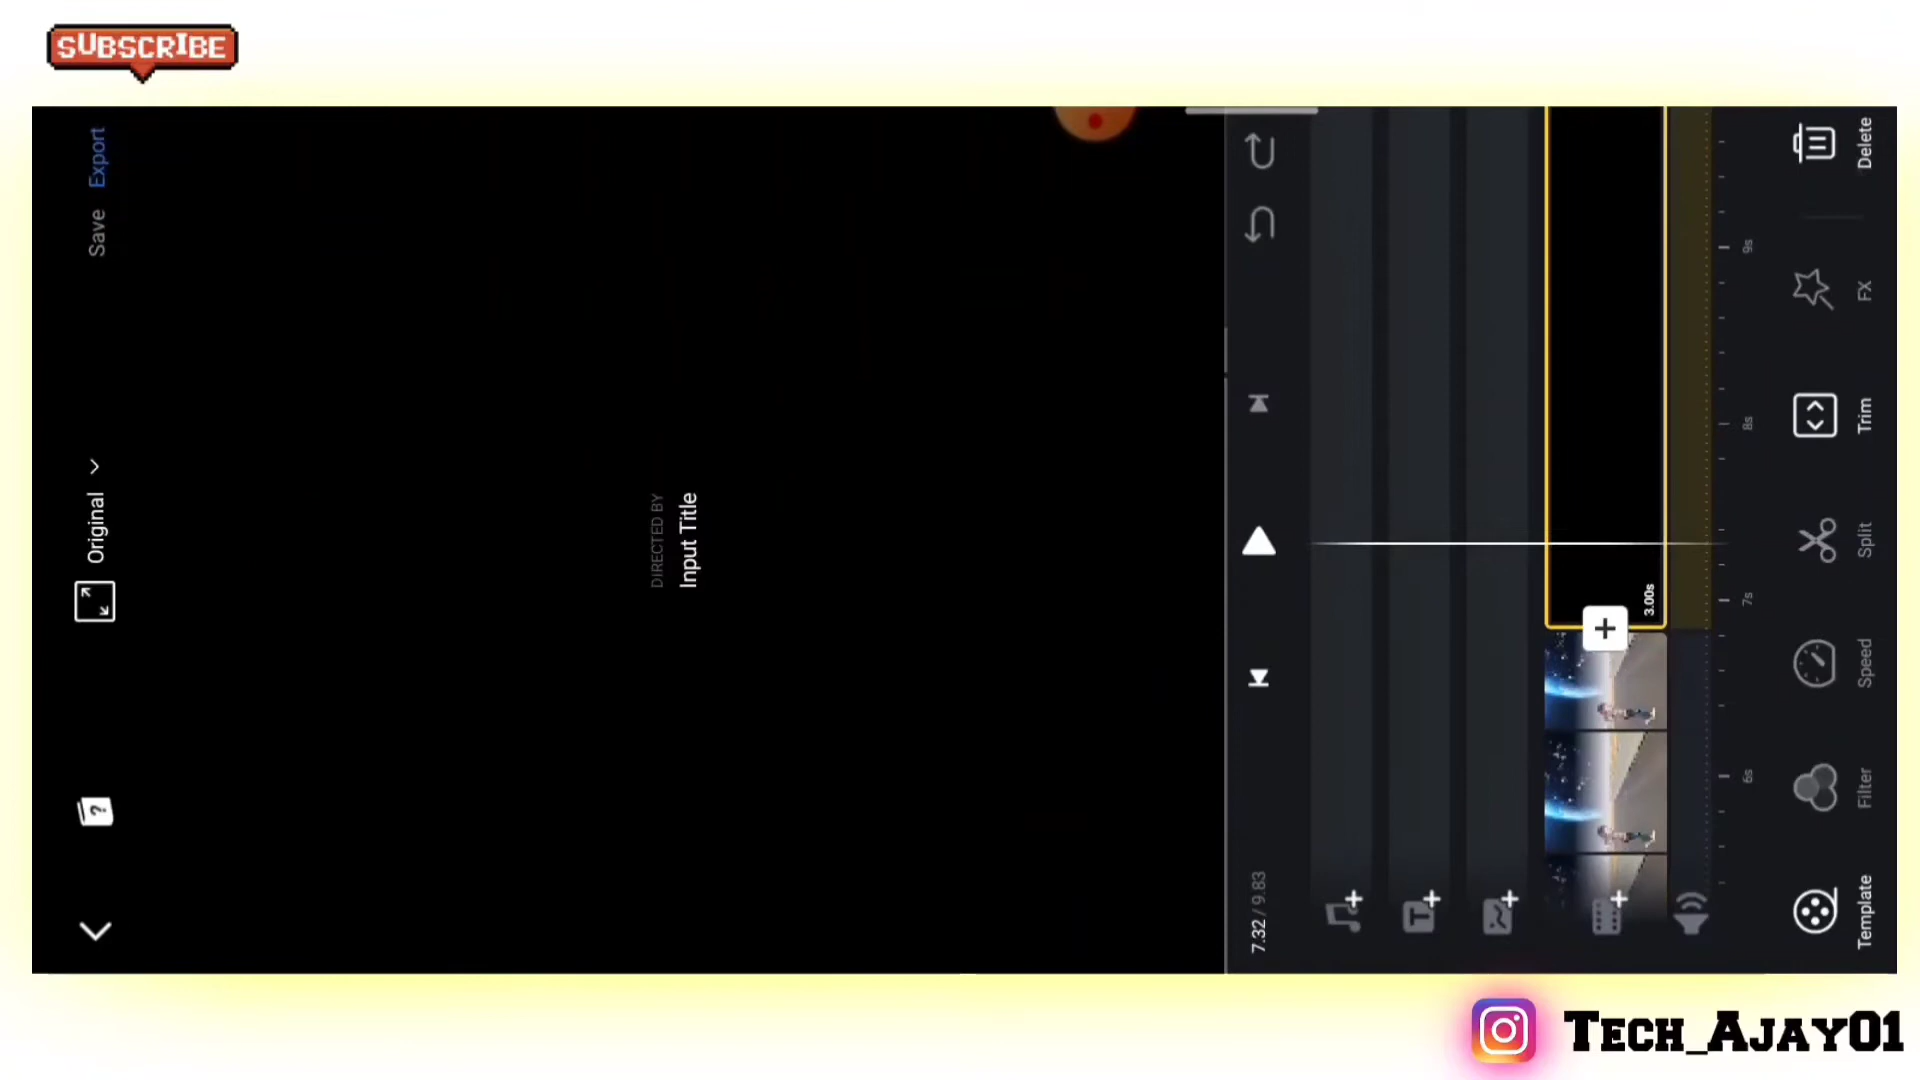 SUBSCRIBE
Original
Save
Export
DIRECTED BY
Input Title
7.32 / 9.83
3.00s
6s
7s
8s
9s
Template
Filter
Speed
Split
Trim
FX
Delete
TECH_AJAY01